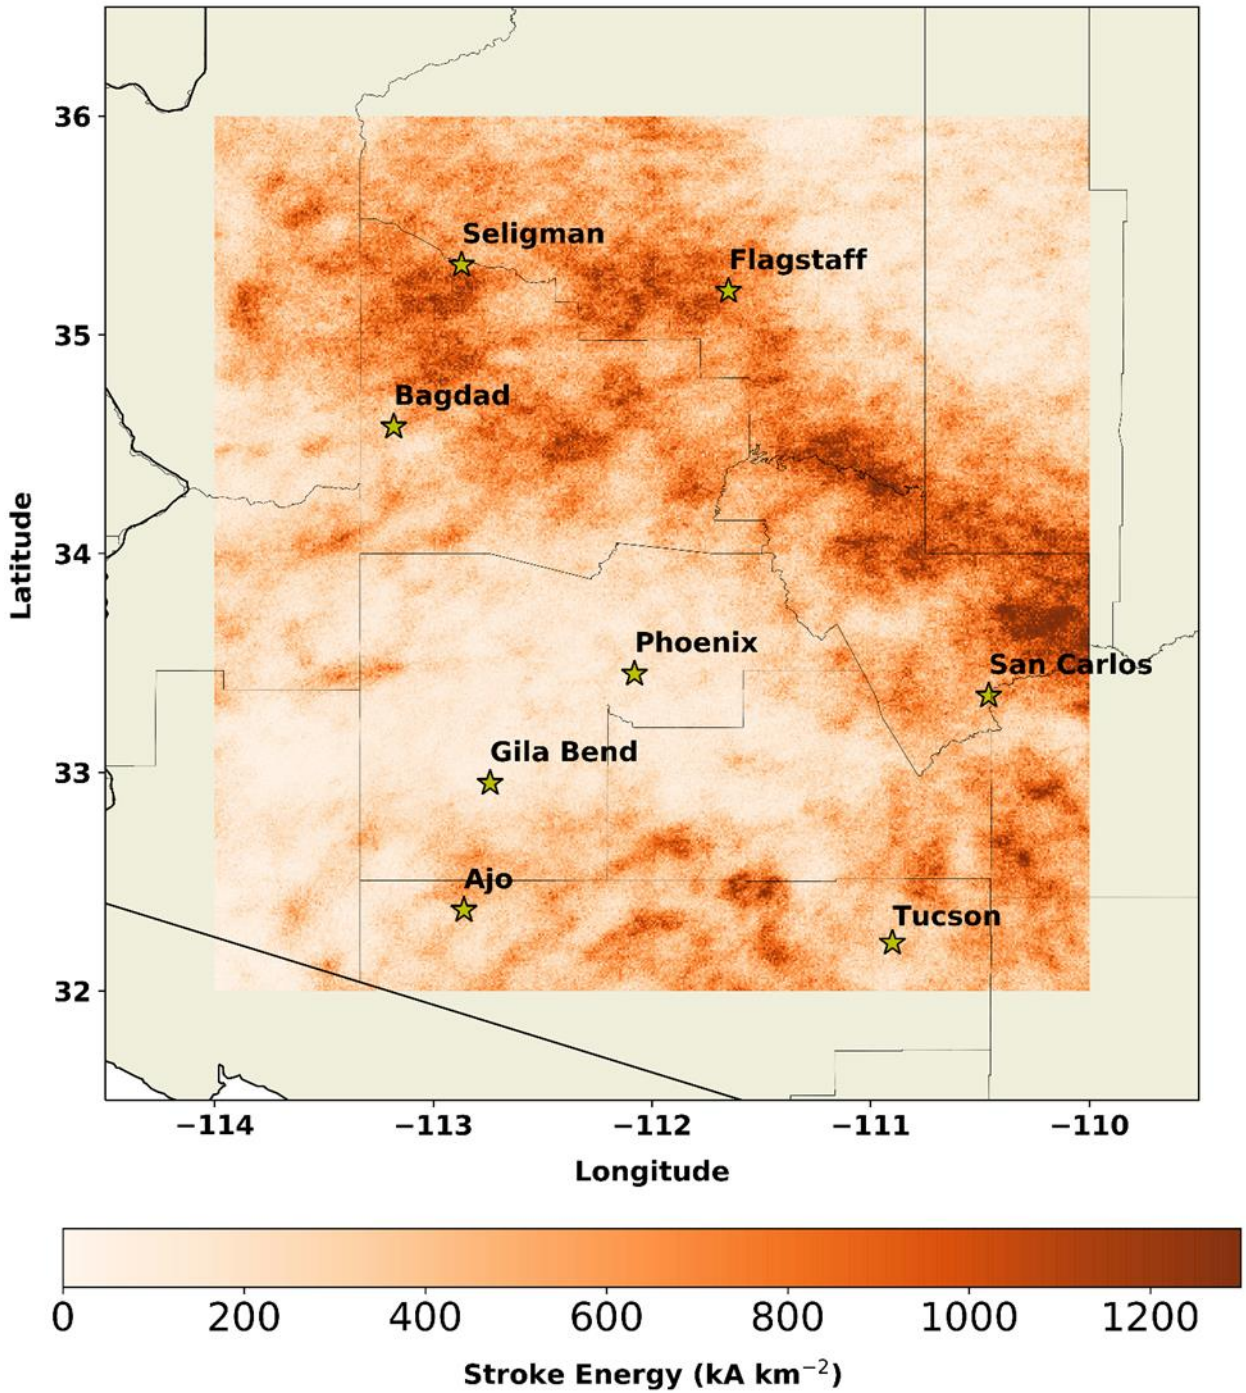 36
Seligman
Flagstaff
35
Bagdad
Latitude
34
Phoenix
San Carlos
Gila Bend
33
Ajo
Tucson
32
−114 −113 −112 −111 −110
Longitude
0 200 400 600 800 1000 1200
Stroke Energy (kA km⁻²)